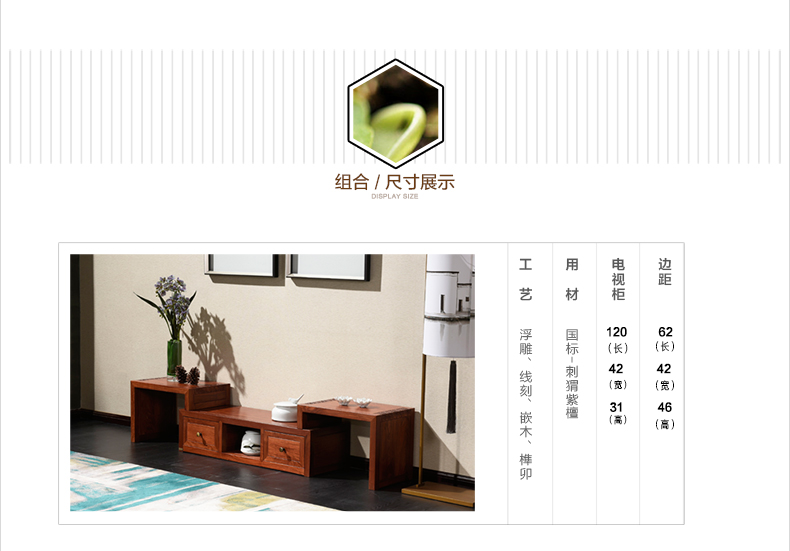 组合 / 尺寸展示
DISPLAY SIZE
工艺
浮雕、线刻、嵌木、榫卯
用材
国标-刺猬紫檀
电视柜
120
（长）
42
（宽）
31
（高）
边距
62
（长）
42
（宽）
46
（高）